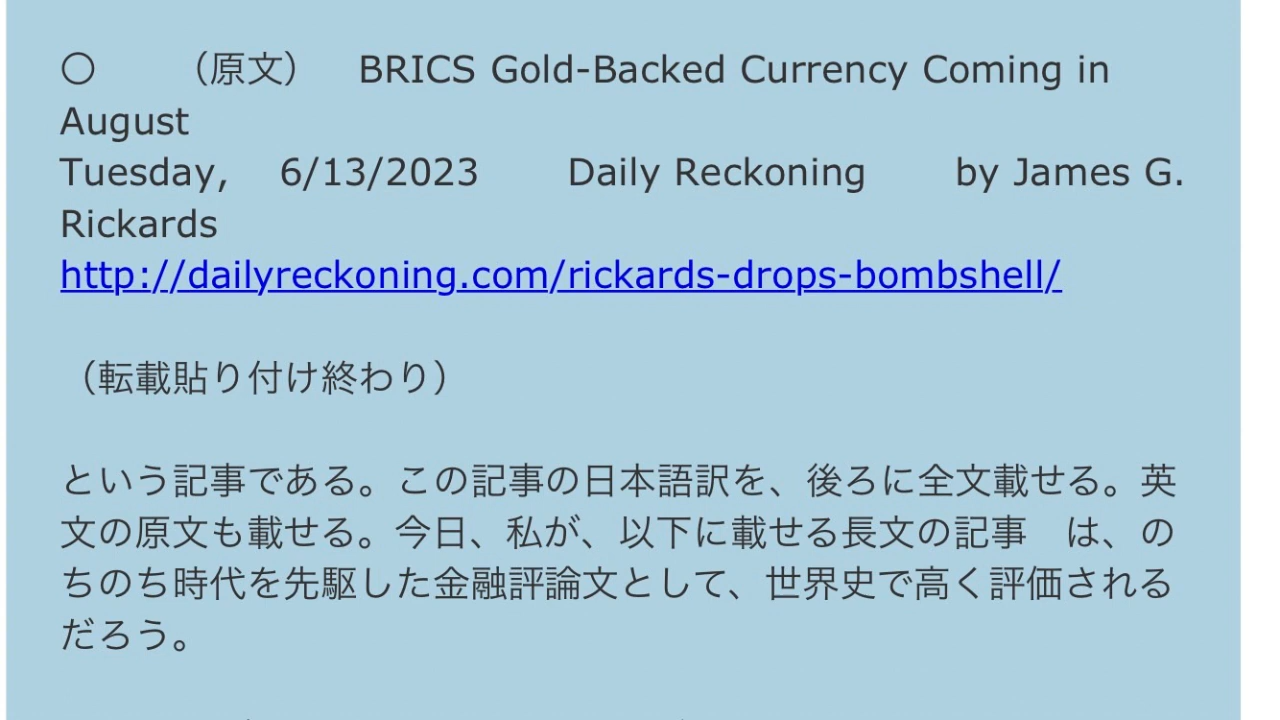 〇　　（原文）　BRICS Gold-Backed Currency Coming in
August
Tuesday,　6/13/2023　　Daily Reckoning　　by James G.
Rickards
http://dailyreckoning.com/rickards-drops-bombshell/
（転載貼り付け終わり）
という記事である。この記事の日本語訳を、後ろに全文載せる。英
文の原文も載せる。今日、私が、以下に載せる長文の記事　は、の
ちのち時代を先駆した金融評論文として、世界史で高く評価される
だろう。